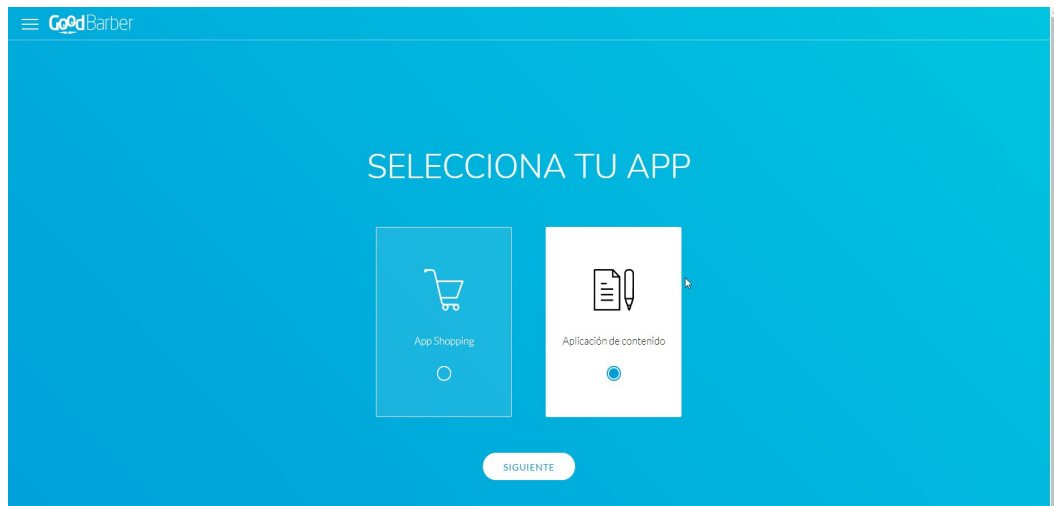 GoodBarber
SELECCIONA TU APP
App Shopping
Aplicación de contenido
SIGUIENTE